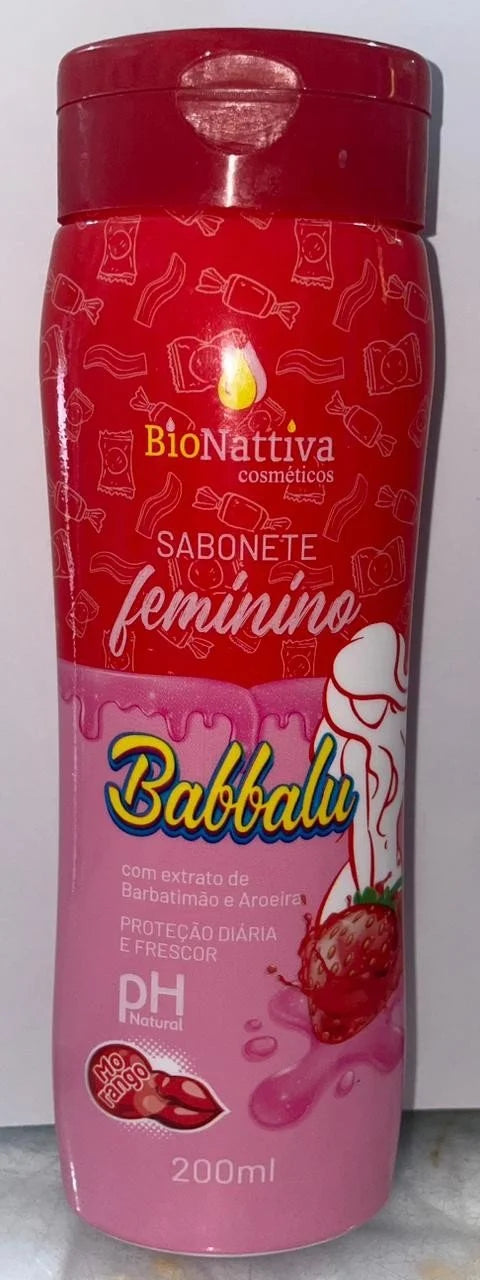 BioNattiva
cosméticos
SABONETE
feminino
Babbalu
com extrato de
Barbatimão e Aroeira
PROTEÇÃO DIÁRIA
E FRESCOR
pH
Natural
Mo
rango
200ml